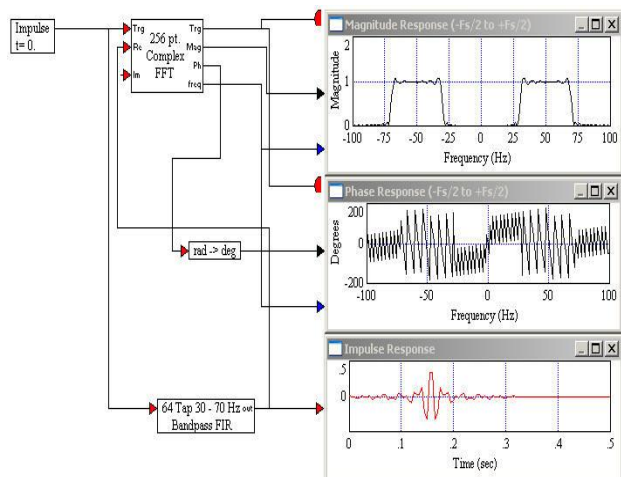 Impulse
t= 0.
Trg
Re
Im
256 pt.
Complex
FFT
Trg
Mag
Ph
freq
rad -> deg
64 Tap 30 - 70 Hz out
Bandpass FIR
Magnitude Response (-Fs/2 to +Fs/2)
Magnitude
2
1
0
-100 -75 -50 -25 0 25 50 75 100
Frequency (Hz)
Phase Response (-Fs/2 to +Fs/2)
Degrees
200
0
-200
-100 -50 0 50 100
Frequency (Hz)
Impulse Response
.5
0
0 .1 .2 .3 .4 .5
Time (sec)